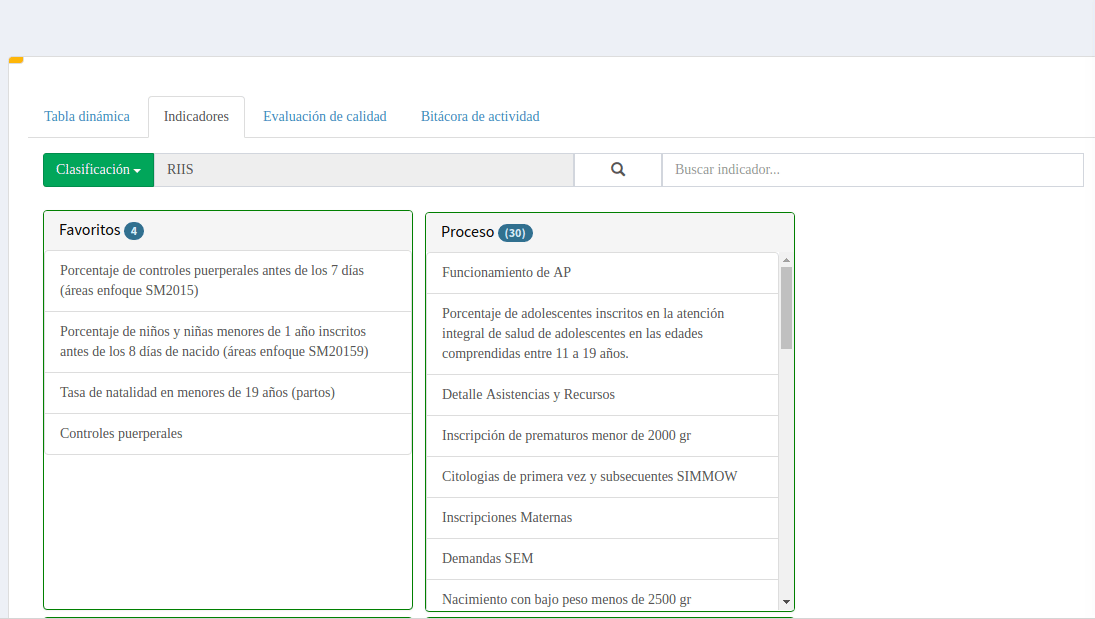 Tabla dinámica
Indicadores
Evaluación de calidad
Bitácora de actividad
Clasificación
RIIS
Buscar indicador...
Favoritos 4
Porcentaje de controles puerperales antes de los 7 días
(áreas enfoque SM2015)
Porcentaje de niños y niñas menores de 1 año inscritos
antes de los 8 días de nacido (áreas enfoque SM20159)
Tasa de natalidad en menores de 19 años (partos)
Controles puerperales
Proceso (30)
Funcionamiento de AP
Porcentaje de adolescentes inscritos en la atención
integral de salud de adolescentes en las edades
comprendidas entre 11 a 19 años.
Detalle Asistencias y Recursos
Inscripción de prematuros menor de 2000 gr
Citologias de primera vez y subsecuentes SIMMOW
Inscripciones Maternas
Demandas SEM
Nacimiento con bajo peso menos de 2500 gr